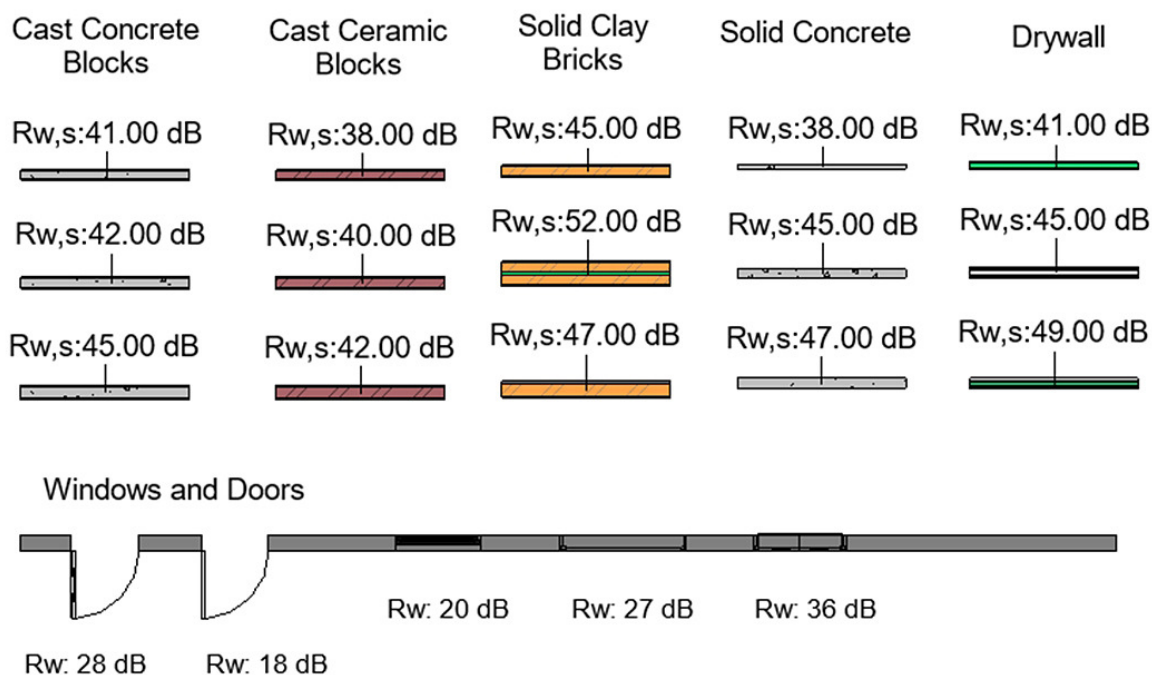 Cast Concrete
Blocks
Cast Ceramic
Blocks
Solid Clay
Bricks
Solid Concrete
Drywall
Rw,s:41.00 dB
Rw,s:38.00 dB
Rw,s:45.00 dB
Rw,s:38.00 dB
Rw,s:41.00 dB
Rw,s:42.00 dB
Rw,s:40.00 dB
Rw,s:52.00 dB
Rw,s:45.00 dB
Rw,s:45.00 dB
Rw,s:45.00 dB
Rw,s:42.00 dB
Rw,s:47.00 dB
Rw,s:47.00 dB
Rw,s:49.00 dB
Windows and Doors
Rw: 20 dB
Rw: 27 dB
Rw: 36 dB
Rw: 28 dB
Rw: 18 dB